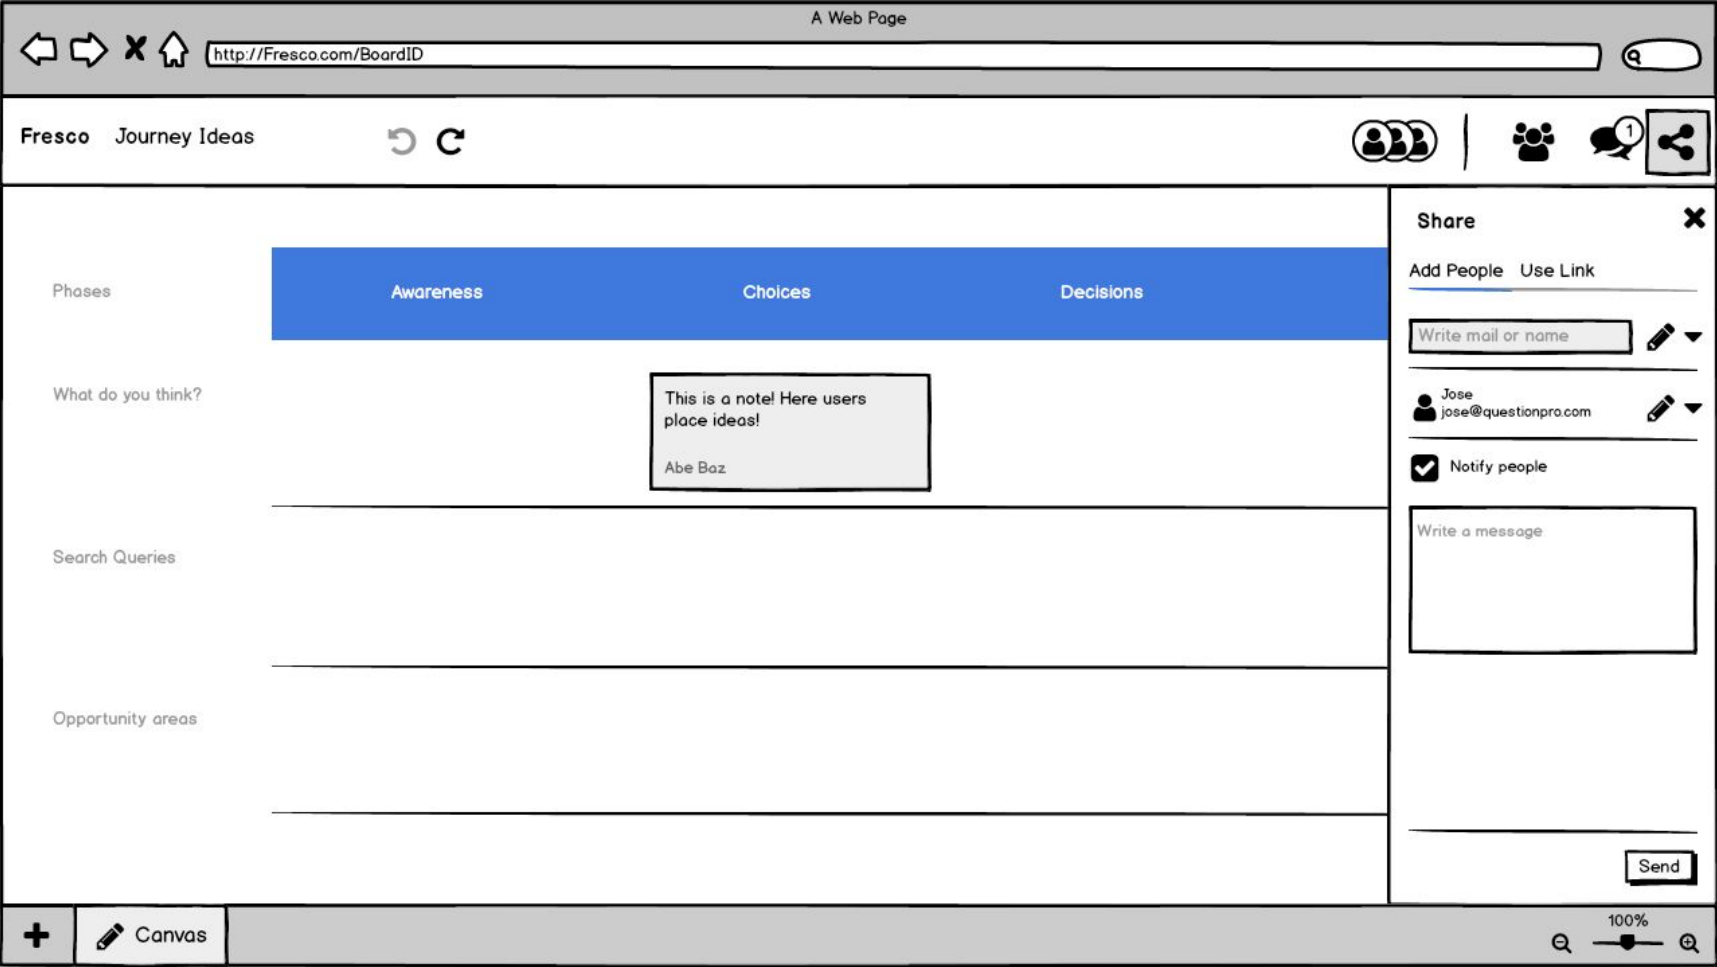 A Web Page
http://Fresco.com/BoardID
Fresco Journey Ideas
1
Share
Add People Use Link
Phases
Awareness Choices Decisions
Write mail or name
What do you think?
This is a note! Here users
place ideas!
Abe Baz
Jose
jose@questionpro.com
Notify people
Write a message
Search Queries
Opportunity areas
Send
Canvas
100%